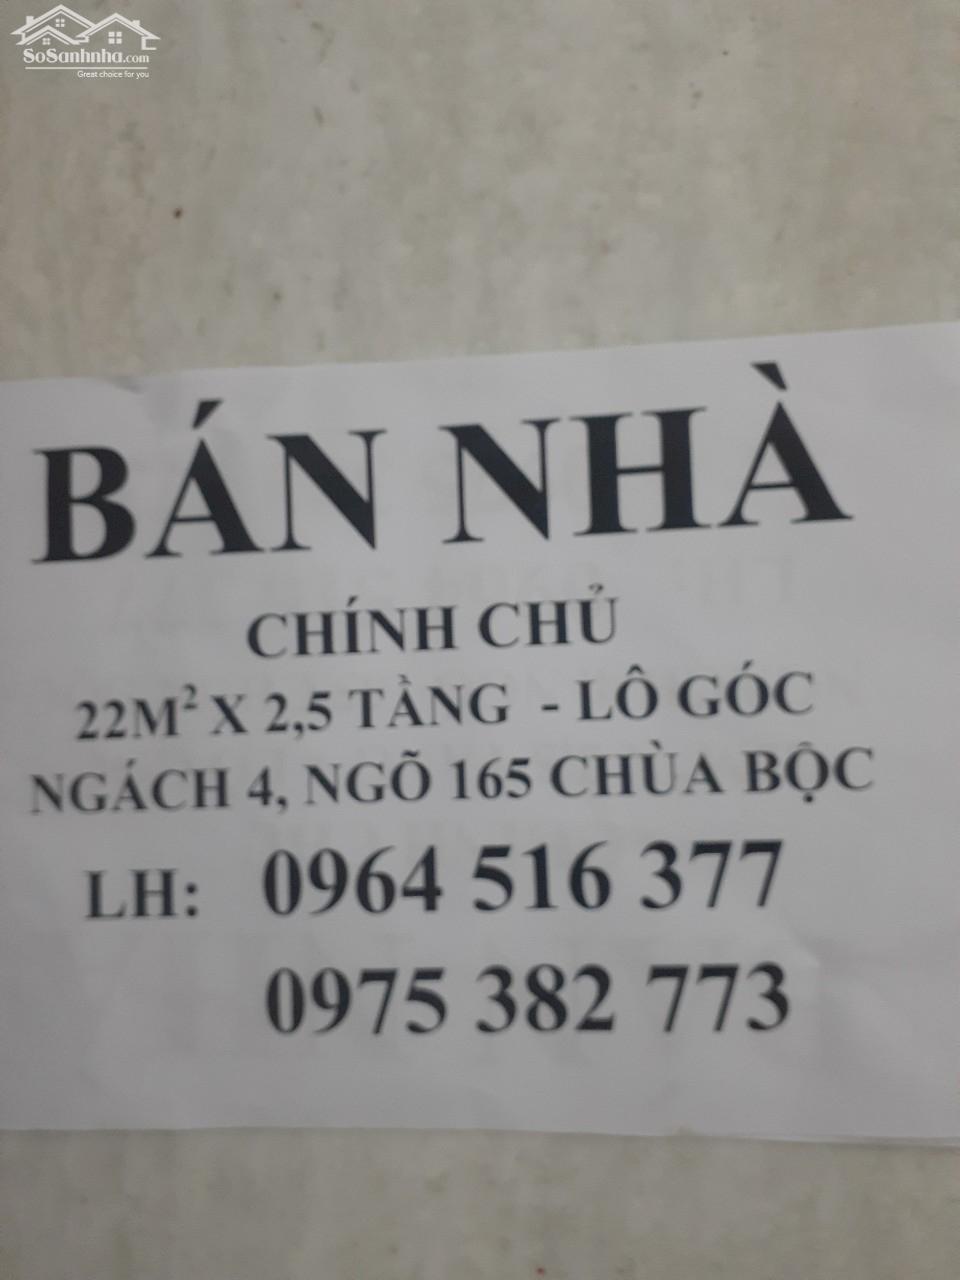 SoSanhnha.com
Great choice for you
BÁN NHÀ
CHÍNH CHỦ
22M² X 2,5 TẦNG - LÔ GÓC
NGÁCH 4, NGÕ 165 CHÙA BỘC
LH: 0964 516 377
0975 382 773